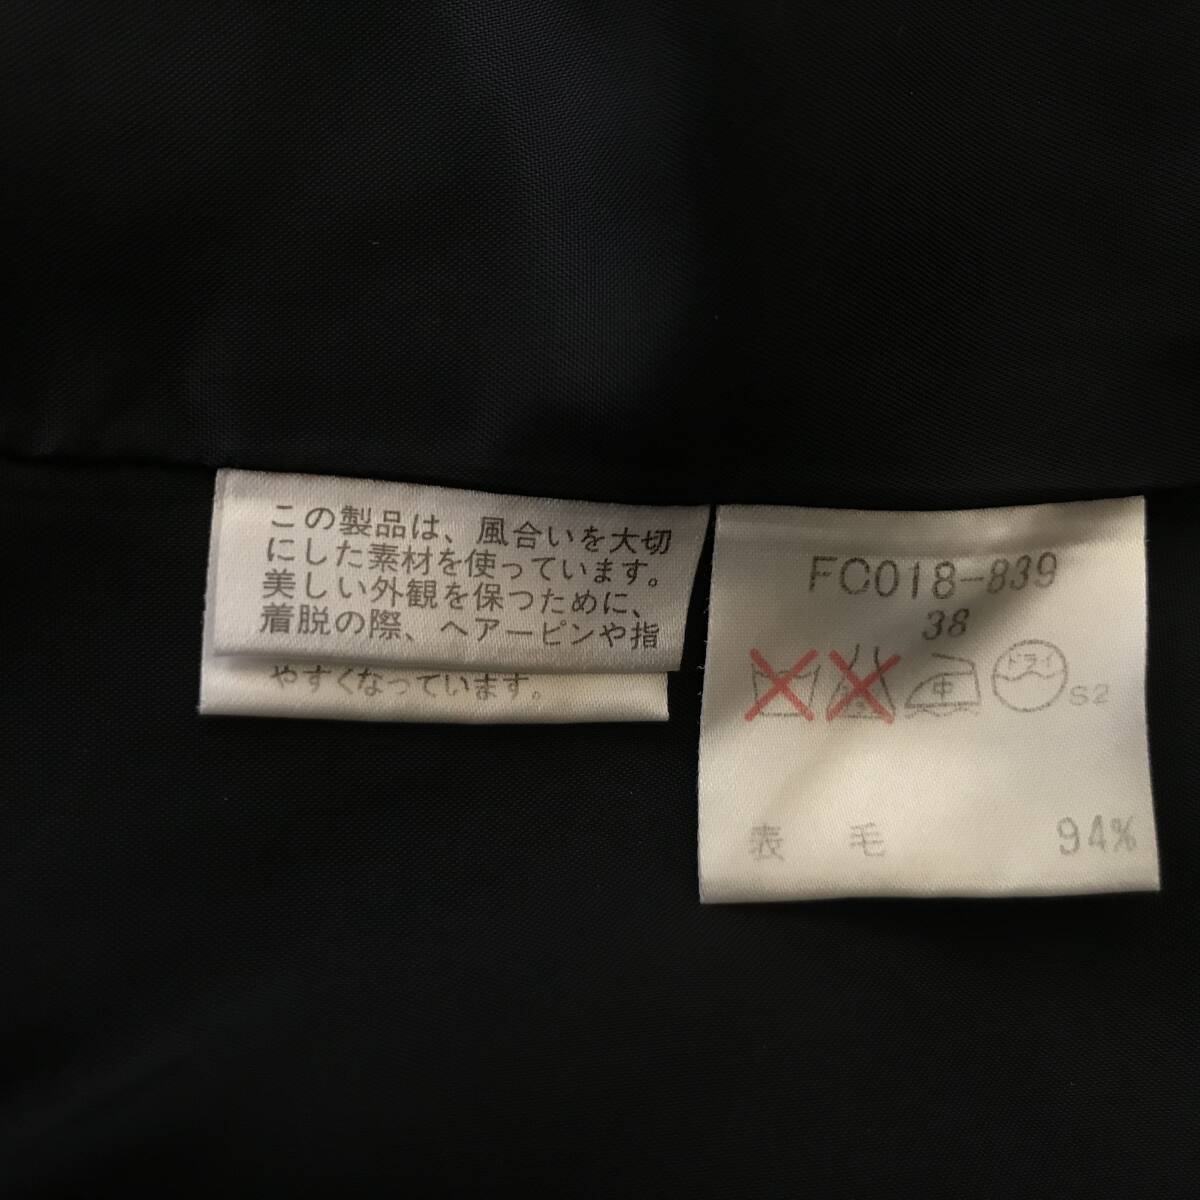 この製品は、風合いを大切
にした素材を使っています。
美しい外観を保つために、
着脱の際、ヘアーピンや指
やすくなっています。
FC018-839
38
中 ドライ S2
表 毛 94%